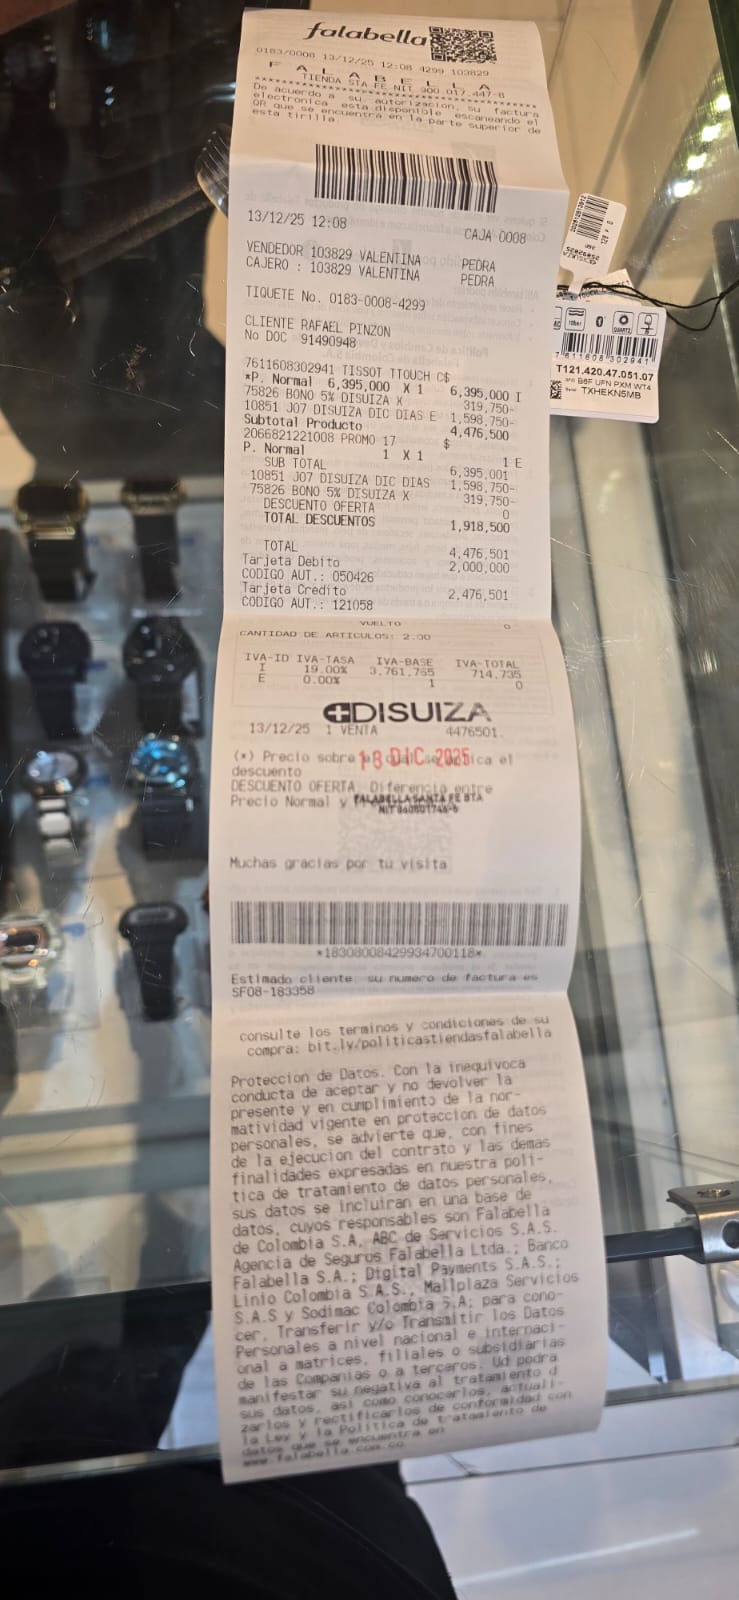 falabella
0183/0008 13/12/25 12:08 4299 103829
F A L A B E L L A
TIENDA STA FE NIT 900.017.447-8
**************************************
De acuerdo a su autorizacion, su factura
electronica esta disponible escaneando el
QR que se encuentra en la parte superior de
esta tirilla.
13/12/25 12:08 CAJA 0008
VENDEDOR 103829 VALENTINA PEDRA
CAJERO : 103829 VALENTINA PEDRA
TIQUETE No. 0183-0008-4299
CLIENTE RAFAEL PINZON
No DOC 91490948
7611608302941 TISSOT TTOUCH C$
*P. Normal 6,395,000 X 1 6,395,000 I
75826 BONO 5% DISUIZA X 319,750-
10851 J07 DISUIZA DIC DIAS E 1,598,750-
Subtotal Producto 4,476,500
2066821221008 PROMO 17 $
P. Normal 1 X 1 1 E
SUB TOTAL 6,395,001
10851 J07 DISUIZA DIC DIAS 1,598,750-
75826 BONO 5% DISUIZA X 319,750-
DESCUENTO OFERTA 0
TOTAL DESCUENTOS 1,918,500
TOTAL 4,476,501
Tarjeta Debito 2,000,000
CODIGO AUT.: 050426
Tarjeta Credito 2,476,501
CODIGO AUT.: 121058
VUELTO 0
CANTIDAD DE ARTICULOS: 2.00
IVA-ID IVA-TASA IVA-BASE IVA-TOTAL
I 19.00% 3,761,765 714,735
E 0.00% 1 0
DISUIZA
13/12/25 1 VENTA 4476501.
(*) Precio sobre el cual se aplica el
13 DIC 2025
descuento
DESCUENTO OFERTA: Diferencia entre
Precio Normal y
FALABELLA SANTA FE BTA
Muchas gracias por tu visita
*18308008429934700118*
Estimado cliente: su numero de factura es
SF08-183358
consulte los terminos y condiciones de su
compra: bit.ly/politicastiendasfalabella
Proteccion de Datos. Con la inequivoca
conducta de aceptar y no devolver la
presente y en cumplimiento de la nor-
matividad vigente en proteccion de datos
personales, se advierte que, con fines
de la ejecucion del contrato y las demas
finalidades expresadas en nuestra poli-
tica de tratamiento de datos personales,
sus datos se incluiran en una base de
datos, cuyos responsables son Falabella
de Colombia S.A, ABC de Servicios S.A.S.
Agencia de Seguros Falabella Ltda.; Banco
Falabella S.A.; Digital Payments S.A.S.;
Linio Colombia S.A.S., Mallplaza Servicios
S.A.S y Sodimac Colombia S.A; para cono-
cer, Transferir y/o Transmitir los Datos
Personales a nivel nacional e internaci-
onal a matrices, filiales o subsidiarias
de las Companias o a terceros. Ud podra
manifestar su negativa al tratamiento d
sus datos, asi como conocerlos, actuali-
zarlos y rectificarlos de conformidad con
la Ley y la Politica de tratamiento de
datos que se encuentra en
www.falabella.com.co
10bar
QUARTZ
7 611608 302941
T121.420.47.051.07
B6F UFN PXM WT4
TXHEKN5MB